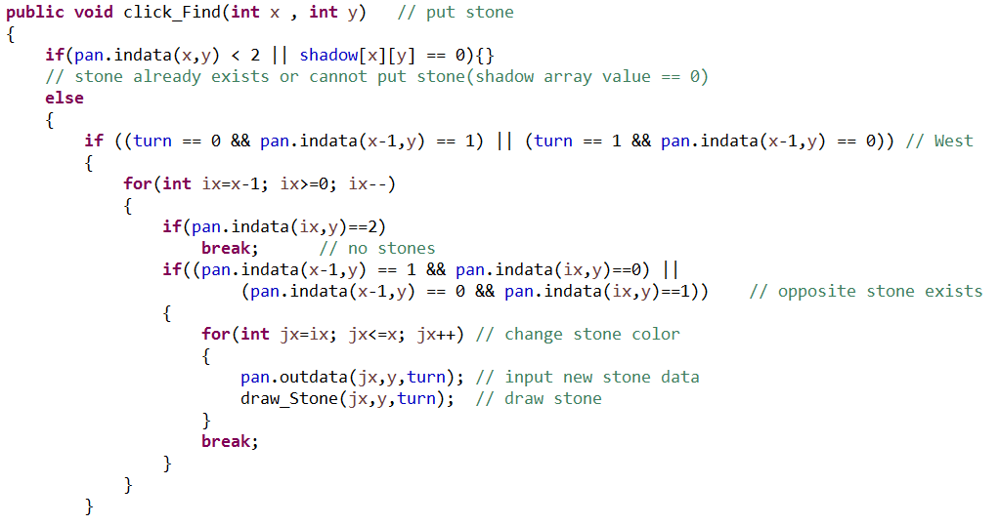 public void click_Find(int x , int y)   // put stone
{
    if(pan.indata(x,y) < 2 || shadow[x][y] == 0){}
    // stone already exists or cannot put stone(shadow array value == 0)
    else
    {
        if ((turn == 0 && pan.indata(x-1,y) == 1) || (turn == 1 && pan.indata(x-1,y) == 0)) // West
        {
            for(int ix=x-1; ix>=0; ix--)
            {
                if(pan.indata(ix,y)==2)
                    break;      // no stones
                if((pan.indata(x-1,y) == 1 && pan.indata(ix,y)==0) ||
                        (pan.indata(x-1,y) == 0 && pan.indata(ix,y)==1))    // opposite stone exists
                {
                    for(int jx=ix; jx<=x; jx++) // change stone color
                    {
                        pan.outdata(jx,y,turn); // input new stone data
                        draw_Stone(jx,y,turn);  // draw stone
                    }
                    break;
                }
            }
        }